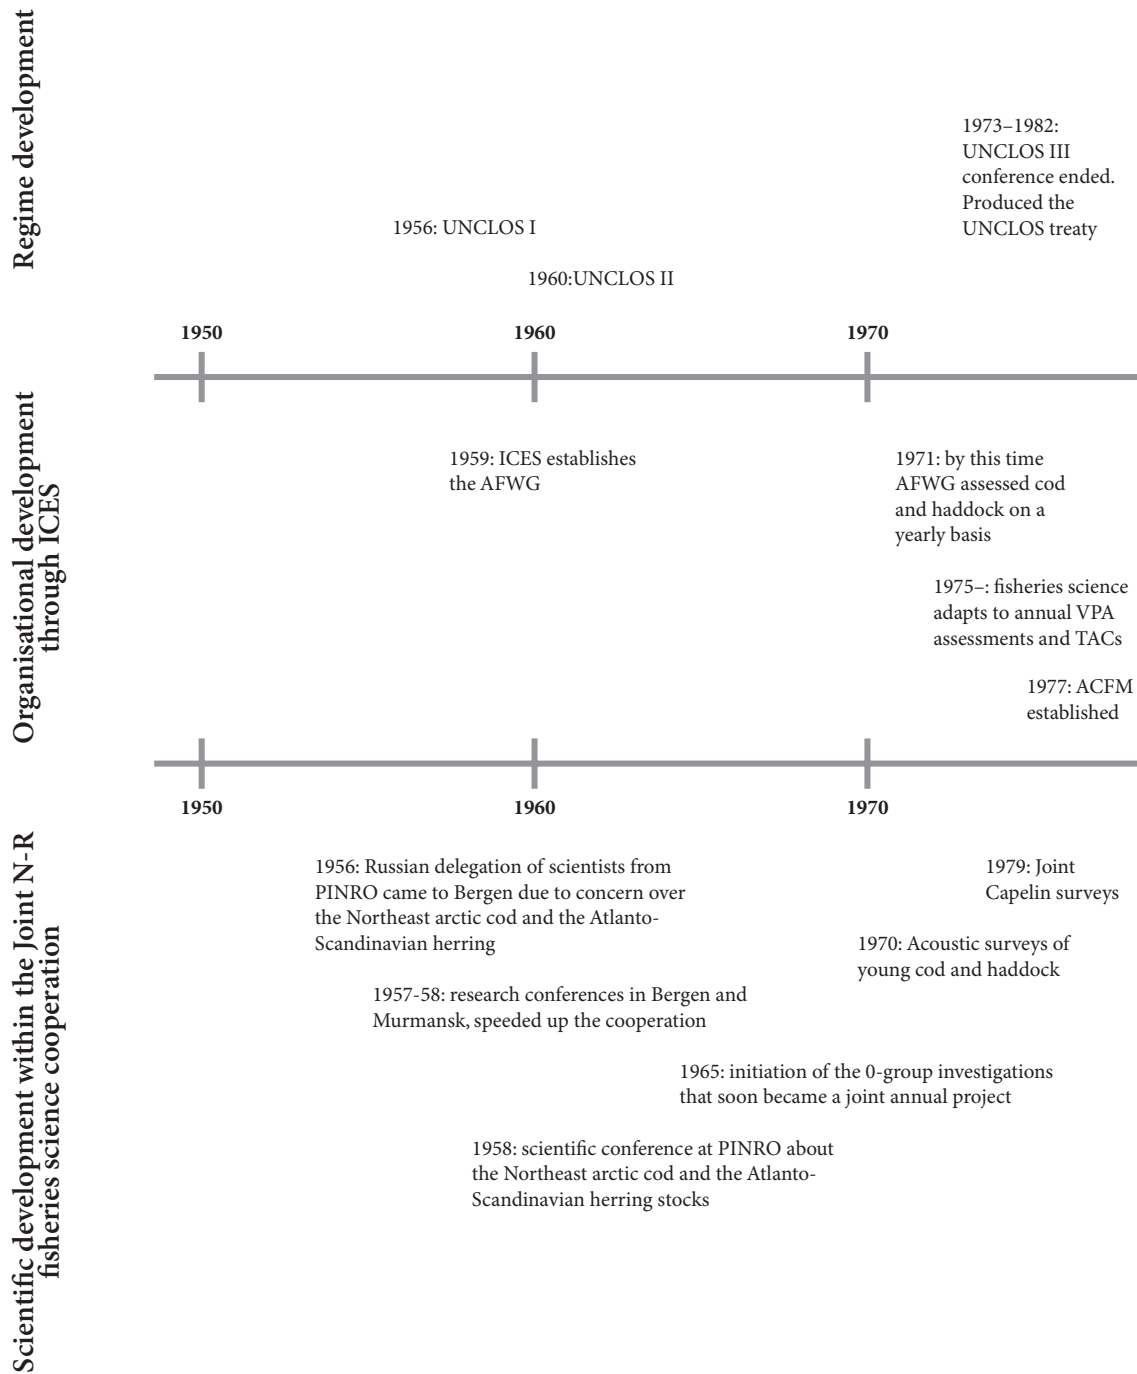 Regime development
1973–1982:
UNCLOS III
conference ended.
Produced the
UNCLOS treaty
1956: UNCLOS I
1960:UNCLOS II
1950
1960
1970
Organisational development
through ICES
1959: ICES establishes
the AFWG
1971: by this time
AFWG assessed cod
and haddock on a
yearly basis
1975–: fisheries science
adapts to annual VPA
assessments and TACs
1977: ACFM
established
1950
1960
1970
Scientific development within the Joint N-R
fisheries science cooperation
1956: Russian delegation of scientists from
PINRO came to Bergen due to concern over
the Northeast arctic cod and the Atlanto-
Scandinavian herring
1979: Joint
Capelin surveys
1970: Acoustic surveys of
young cod and haddock
1957-58: research conferences in Bergen and
Murmansk, speeded up the cooperation
1965: initiation of the 0-group investigations
that soon became a joint annual project
1958: scientific conference at PINRO about
the Northeast arctic cod and the Atlanto-
Scandinavian herring stocks